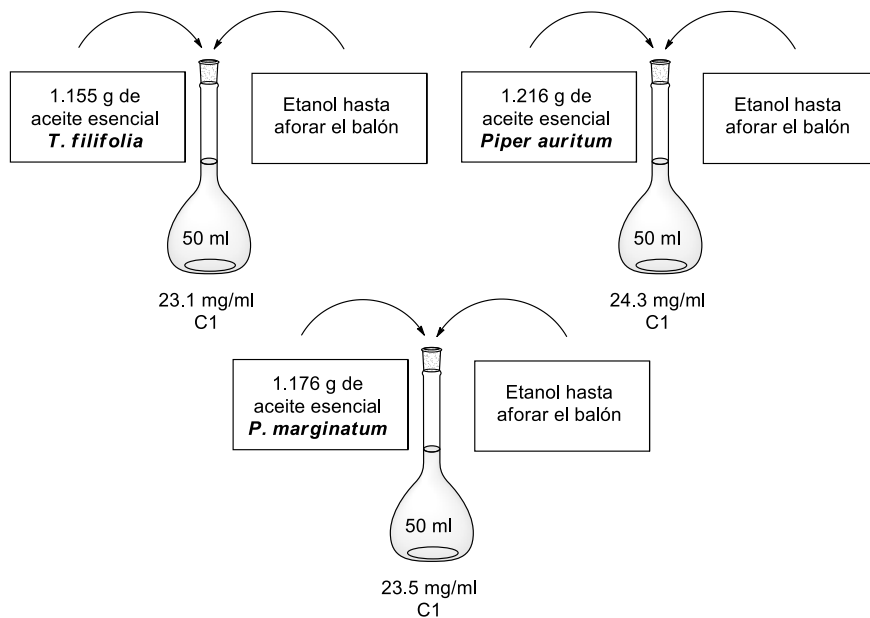 1.155 g de
aceite esencial
T. filifolia
Etanol hasta
aforar el balón
50 ml
23.1 mg/ml
C1
1.216 g de
aceite esencial
Piper auritum
Etanol hasta
aforar el balón
50 ml
24.3 mg/ml
C1
1.176 g de
aceite esencial
P. marginatum
Etanol hasta
aforar el balón
50 ml
23.5 mg/ml
C1